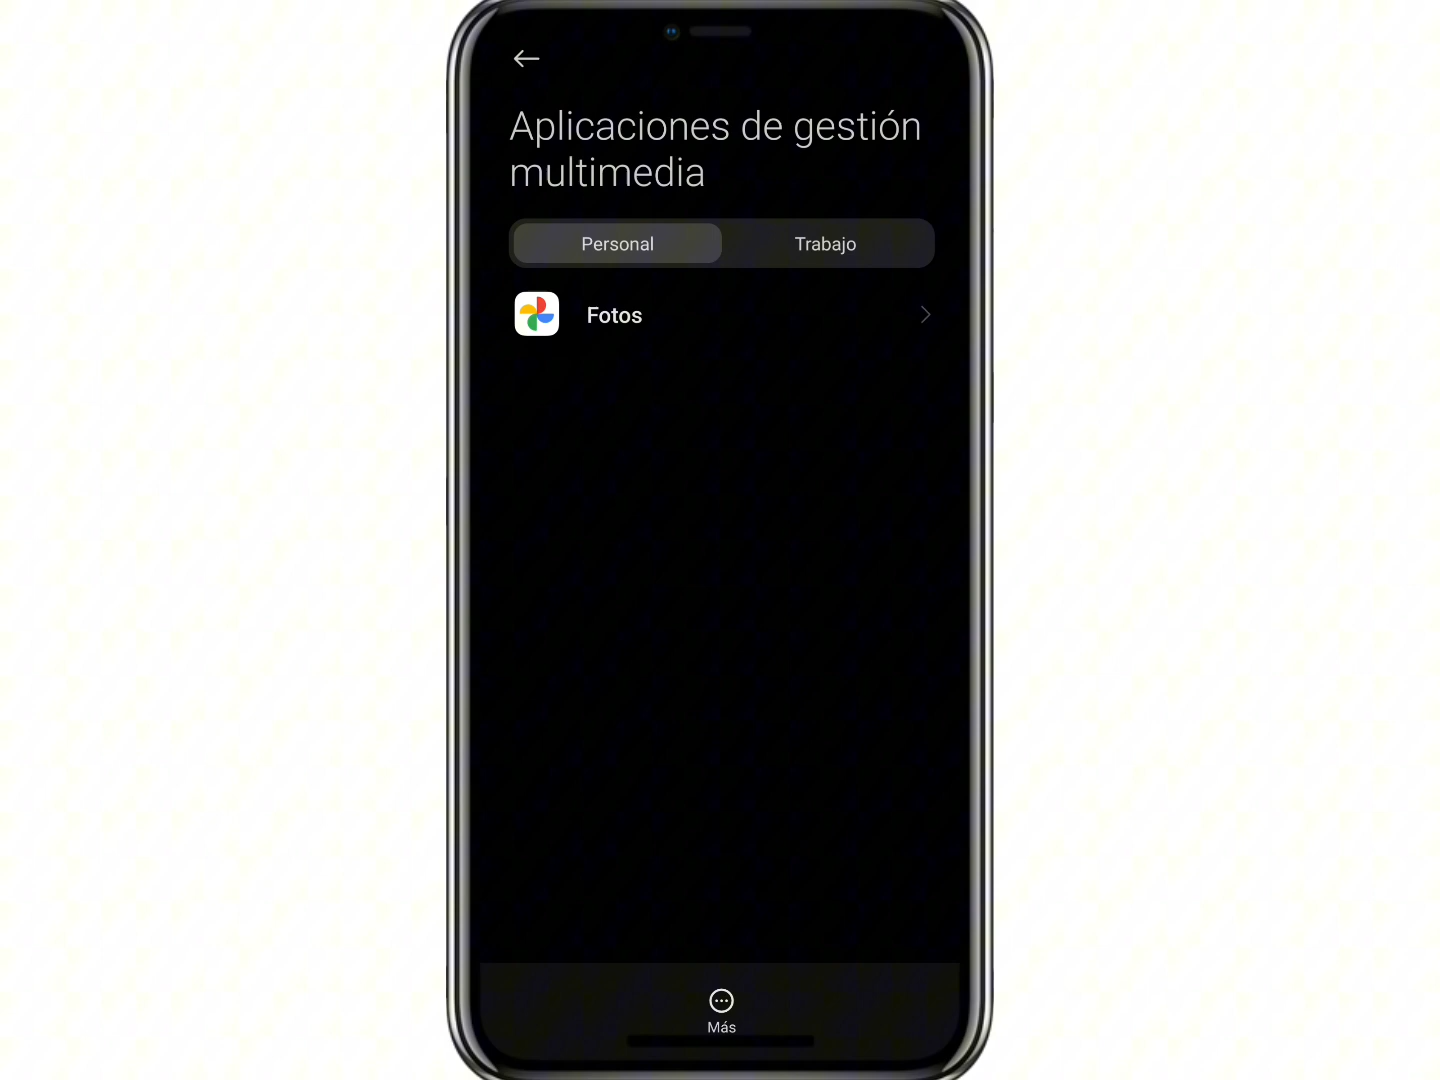 Aplicaciones de gestión
multimedia
Personal
Trabajo
Fotos
Más